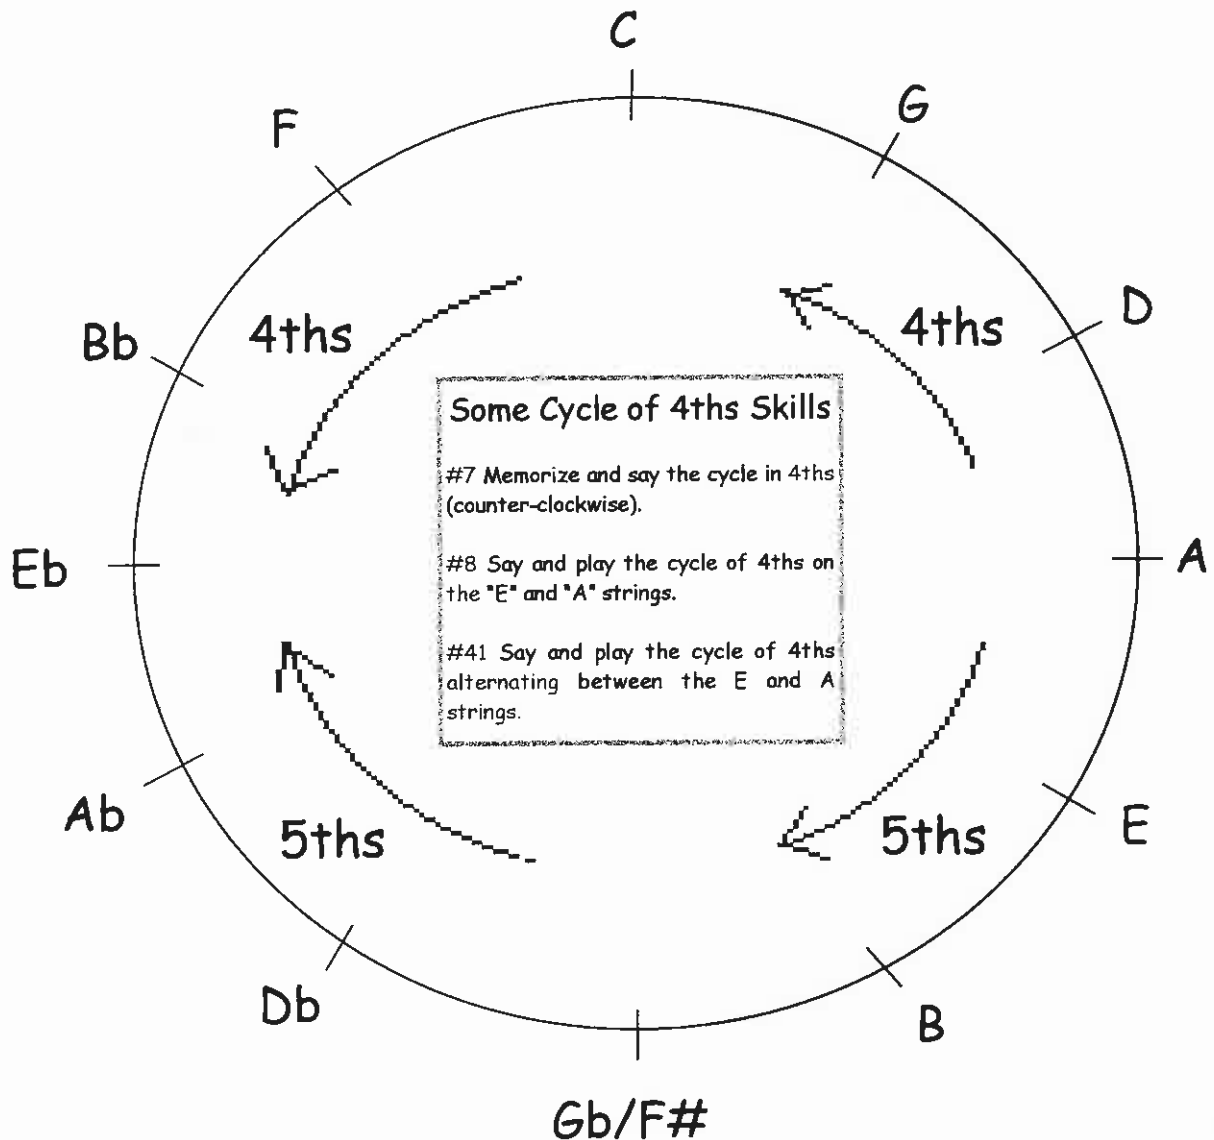 C
G
F
D
4ths
4ths
Bb
Some Cycle of 4ths Skills
#7 Memorize and say the cycle in 4ths
(counter-clockwise).
#8 Say and play the cycle of 4ths on
the "E" and "A" strings.
#41 Say and play the cycle of 4ths
alternating between the E and A
strings.
Eb
A
Ab
5ths
5ths
E
Db
B
Gb/F#